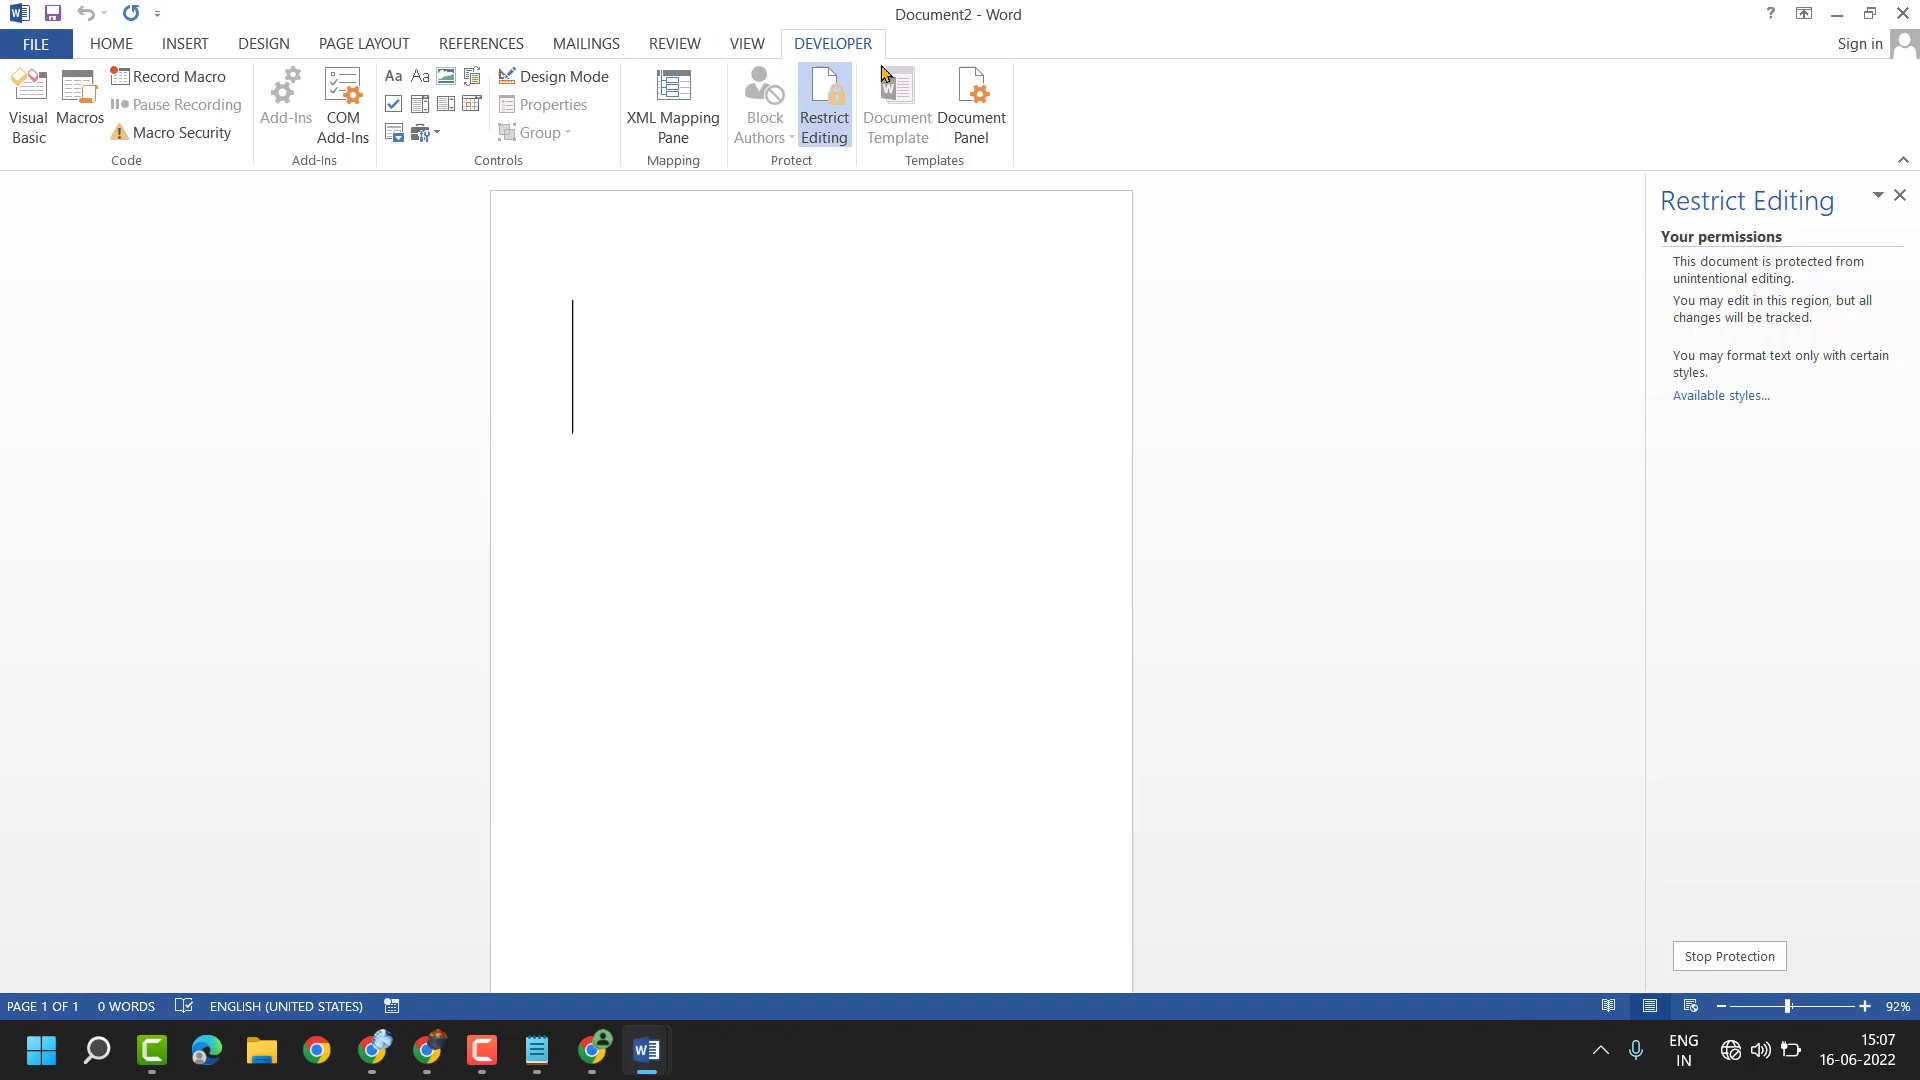 Document2 - Word
?
FILE
HOME
INSERT
DESIGN
PAGE LAYOUT
REFERENCES
MAILINGS
REVIEW
VIEW
DEVELOPER
Sign in
Visual
Basic
Macros
Record Macro
Pause Recording
Macro Security
Code
Add-Ins
COM
Add-Ins
Add-Ins
Aa
Aa
Design Mode
Properties
Group
Controls
XML Mapping
Pane
Mapping
Block
Authors
Restrict
Editing
Protect
Document
Template
Document
Panel
Templates
Restrict Editing
Your permissions
This document is protected from
unintentional editing.
You may edit in this region, but all
changes will be tracked.
You may format text only with certain
styles.
Available styles...
Stop Protection
PAGE 1 OF 1
0 WORDS
ENGLISH (UNITED STATES)
92%
ENG
IN
15:07
16-06-2022